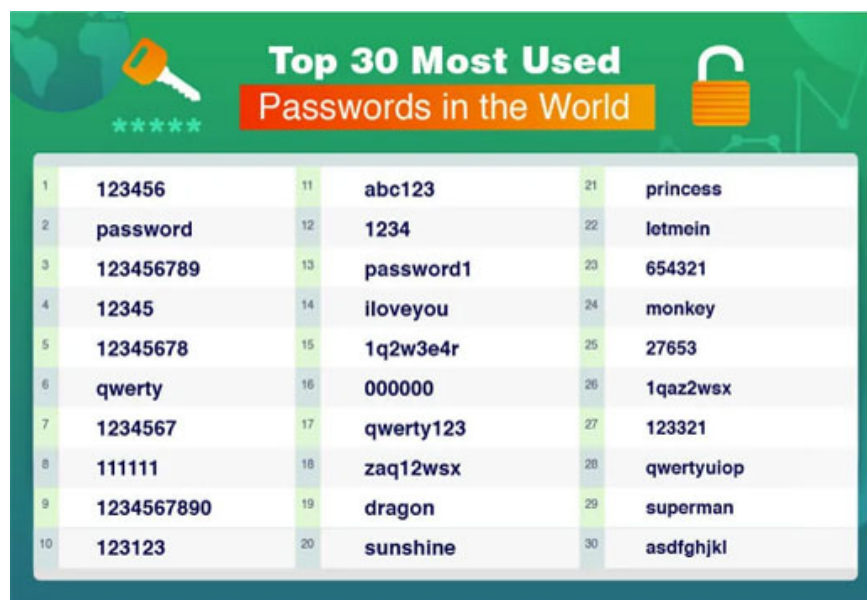 Top 30 Most Used
Passwords in the World
*****
1 123456
2 password
3 123456789
4 12345
5 12345678
6 qwerty
7 1234567
8 111111
9 1234567890
10 123123
11 abc123
12 1234
13 password1
14 iloveyou
15 1q2w3e4r
16 000000
17 qwerty123
18 zaq12wsx
19 dragon
20 sunshine
21 princess
22 letmein
23 654321
24 monkey
25 27653
26 1qaz2wsx
27 123321
28 qwertyuiop
29 superman
30 asdfghjkl